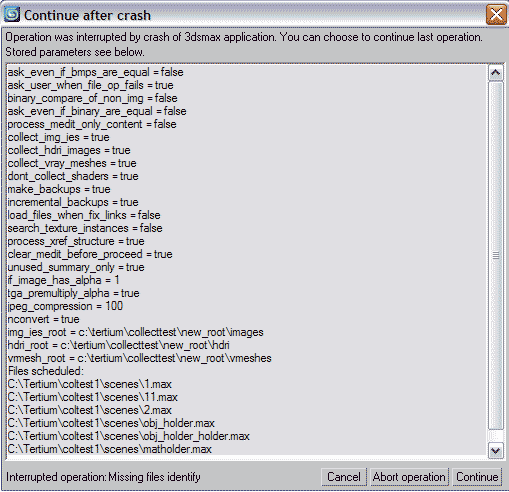 Continue after crash
Operation was interrupted by crash of 3dsmax application. You can choose to continue last operation.
Stored parameters see below.
ask_even_if_bmps_are_equal = false
ask_user_when_file_op_fails = true
binary_compare_of_non_img = false
ask_even_if_binary_are_equal = false
process_medit_only_content = false
collect_img_ies = true
collect_hdri_images = true
collect_vray_meshes = true
dont_collect_shaders = true
make_backups = true
incremental_backups = true
load_files_when_fix_links = false
search_texture_instances = false
process_xref_structure = true
clear_medit_before_proceed = true
unused_summary_only = true
if_image_has_alpha = 1
tga_premultiply_alpha = true
jpeg_compression = 100
nconvert = true
img_ies_root = c:\tertium\collecttest\new_root\images
hdri_root = c:\tertium\collecttest\new_root\hdri
vrmesh_root = c:\tertium\collecttest\new_root\vmeshes
Files scheduled:
C:\Tertium\coltest1\scenes\1.max
C:\Tertium\coltest1\scenes\11.max
C:\Tertium\coltest1\scenes\2.max
C:\Tertium\coltest1\scenes\obj_holder.max
C:\Tertium\coltest1\scenes\obj_holder_holder.max
C:\Tertium\coltest1\scenes\matholder.max
Interrupted operation: Missing files identify
Cancel
Abort operation
Continue